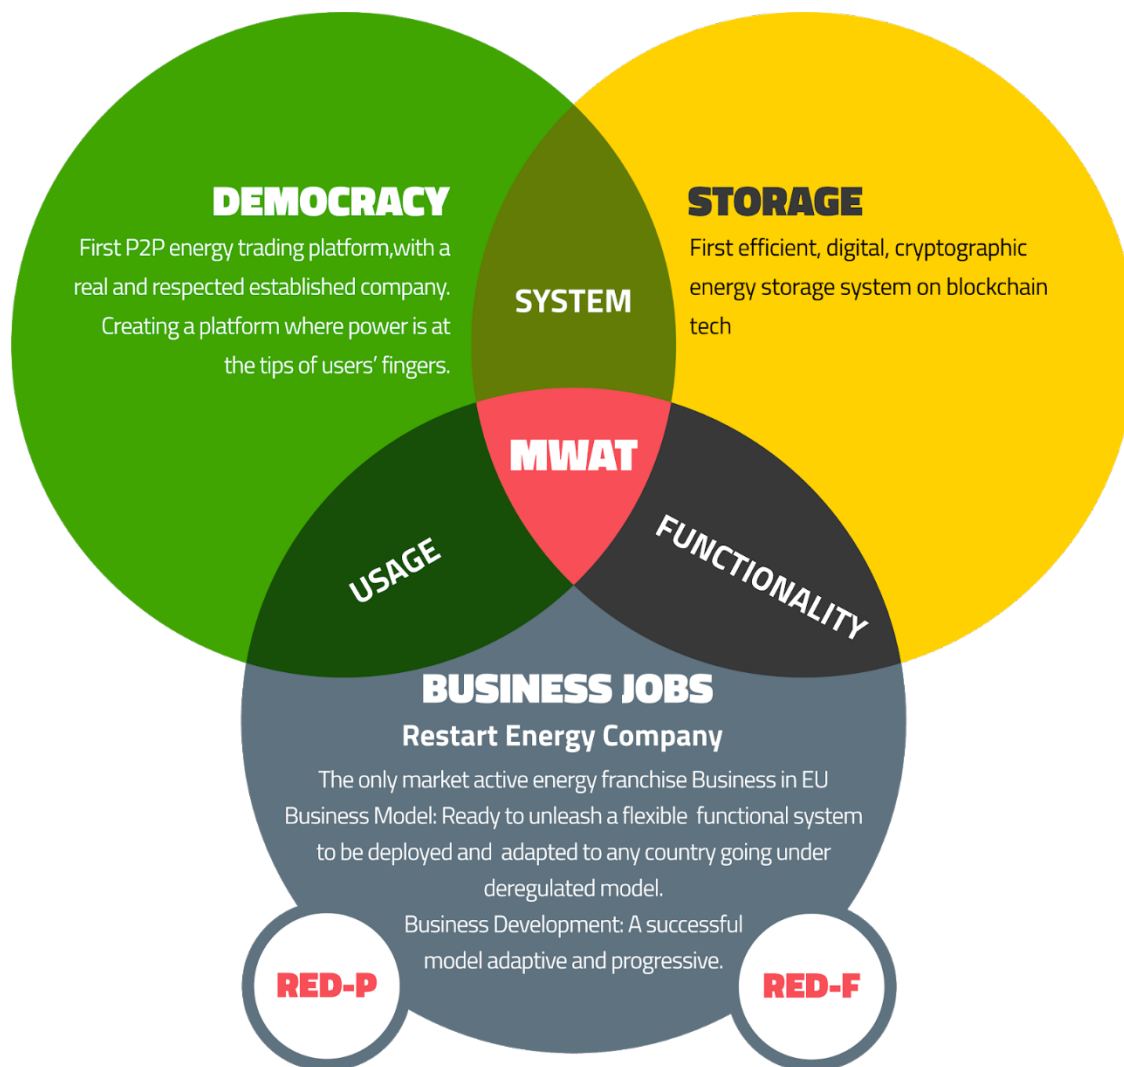 DEMOCRACY
First P2P energy trading platform,with a
real and respected established company.
Creating a platform where power is at
the tips of users’ fingers.
STORAGE
First efficient, digital, cryptographic
energy storage system on blockchain
tech
SYSTEM
MWAT
USAGE
FUNCTIONALITY
BUSINESS JOBS
Restart Energy Company
The only market active energy franchise Business in EU
Business Model: Ready to unleash a flexible functional system
to be deployed and adapted to any country going under
deregulated model.
Business Development: A successful
model adaptive and progressive.
RED-P
RED-F